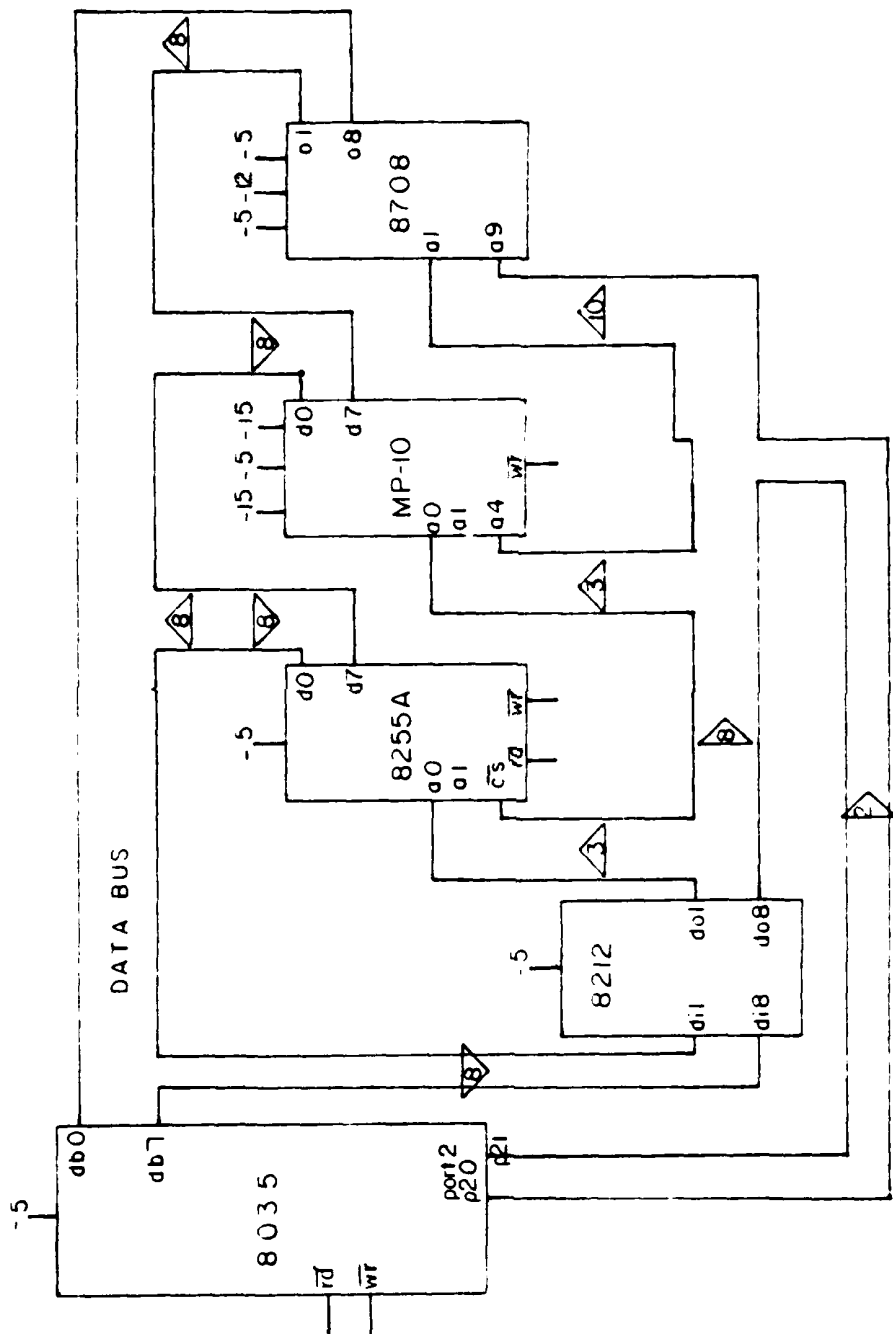 DATA BUS
-5
8035
db0
db7
rd
wr
port2
p20
p21
8
-5
8212
di1
di8
do1
do8
3
-5
8255A
d0
d7
a0
a1
cs
rd
wr
8
8
3
8
-15 -5 -15
MP-10
d0
d7
a0
a1
a4
wr
8
10
-5 -12 -5
8708
o1
o8
a1
a9
8
2